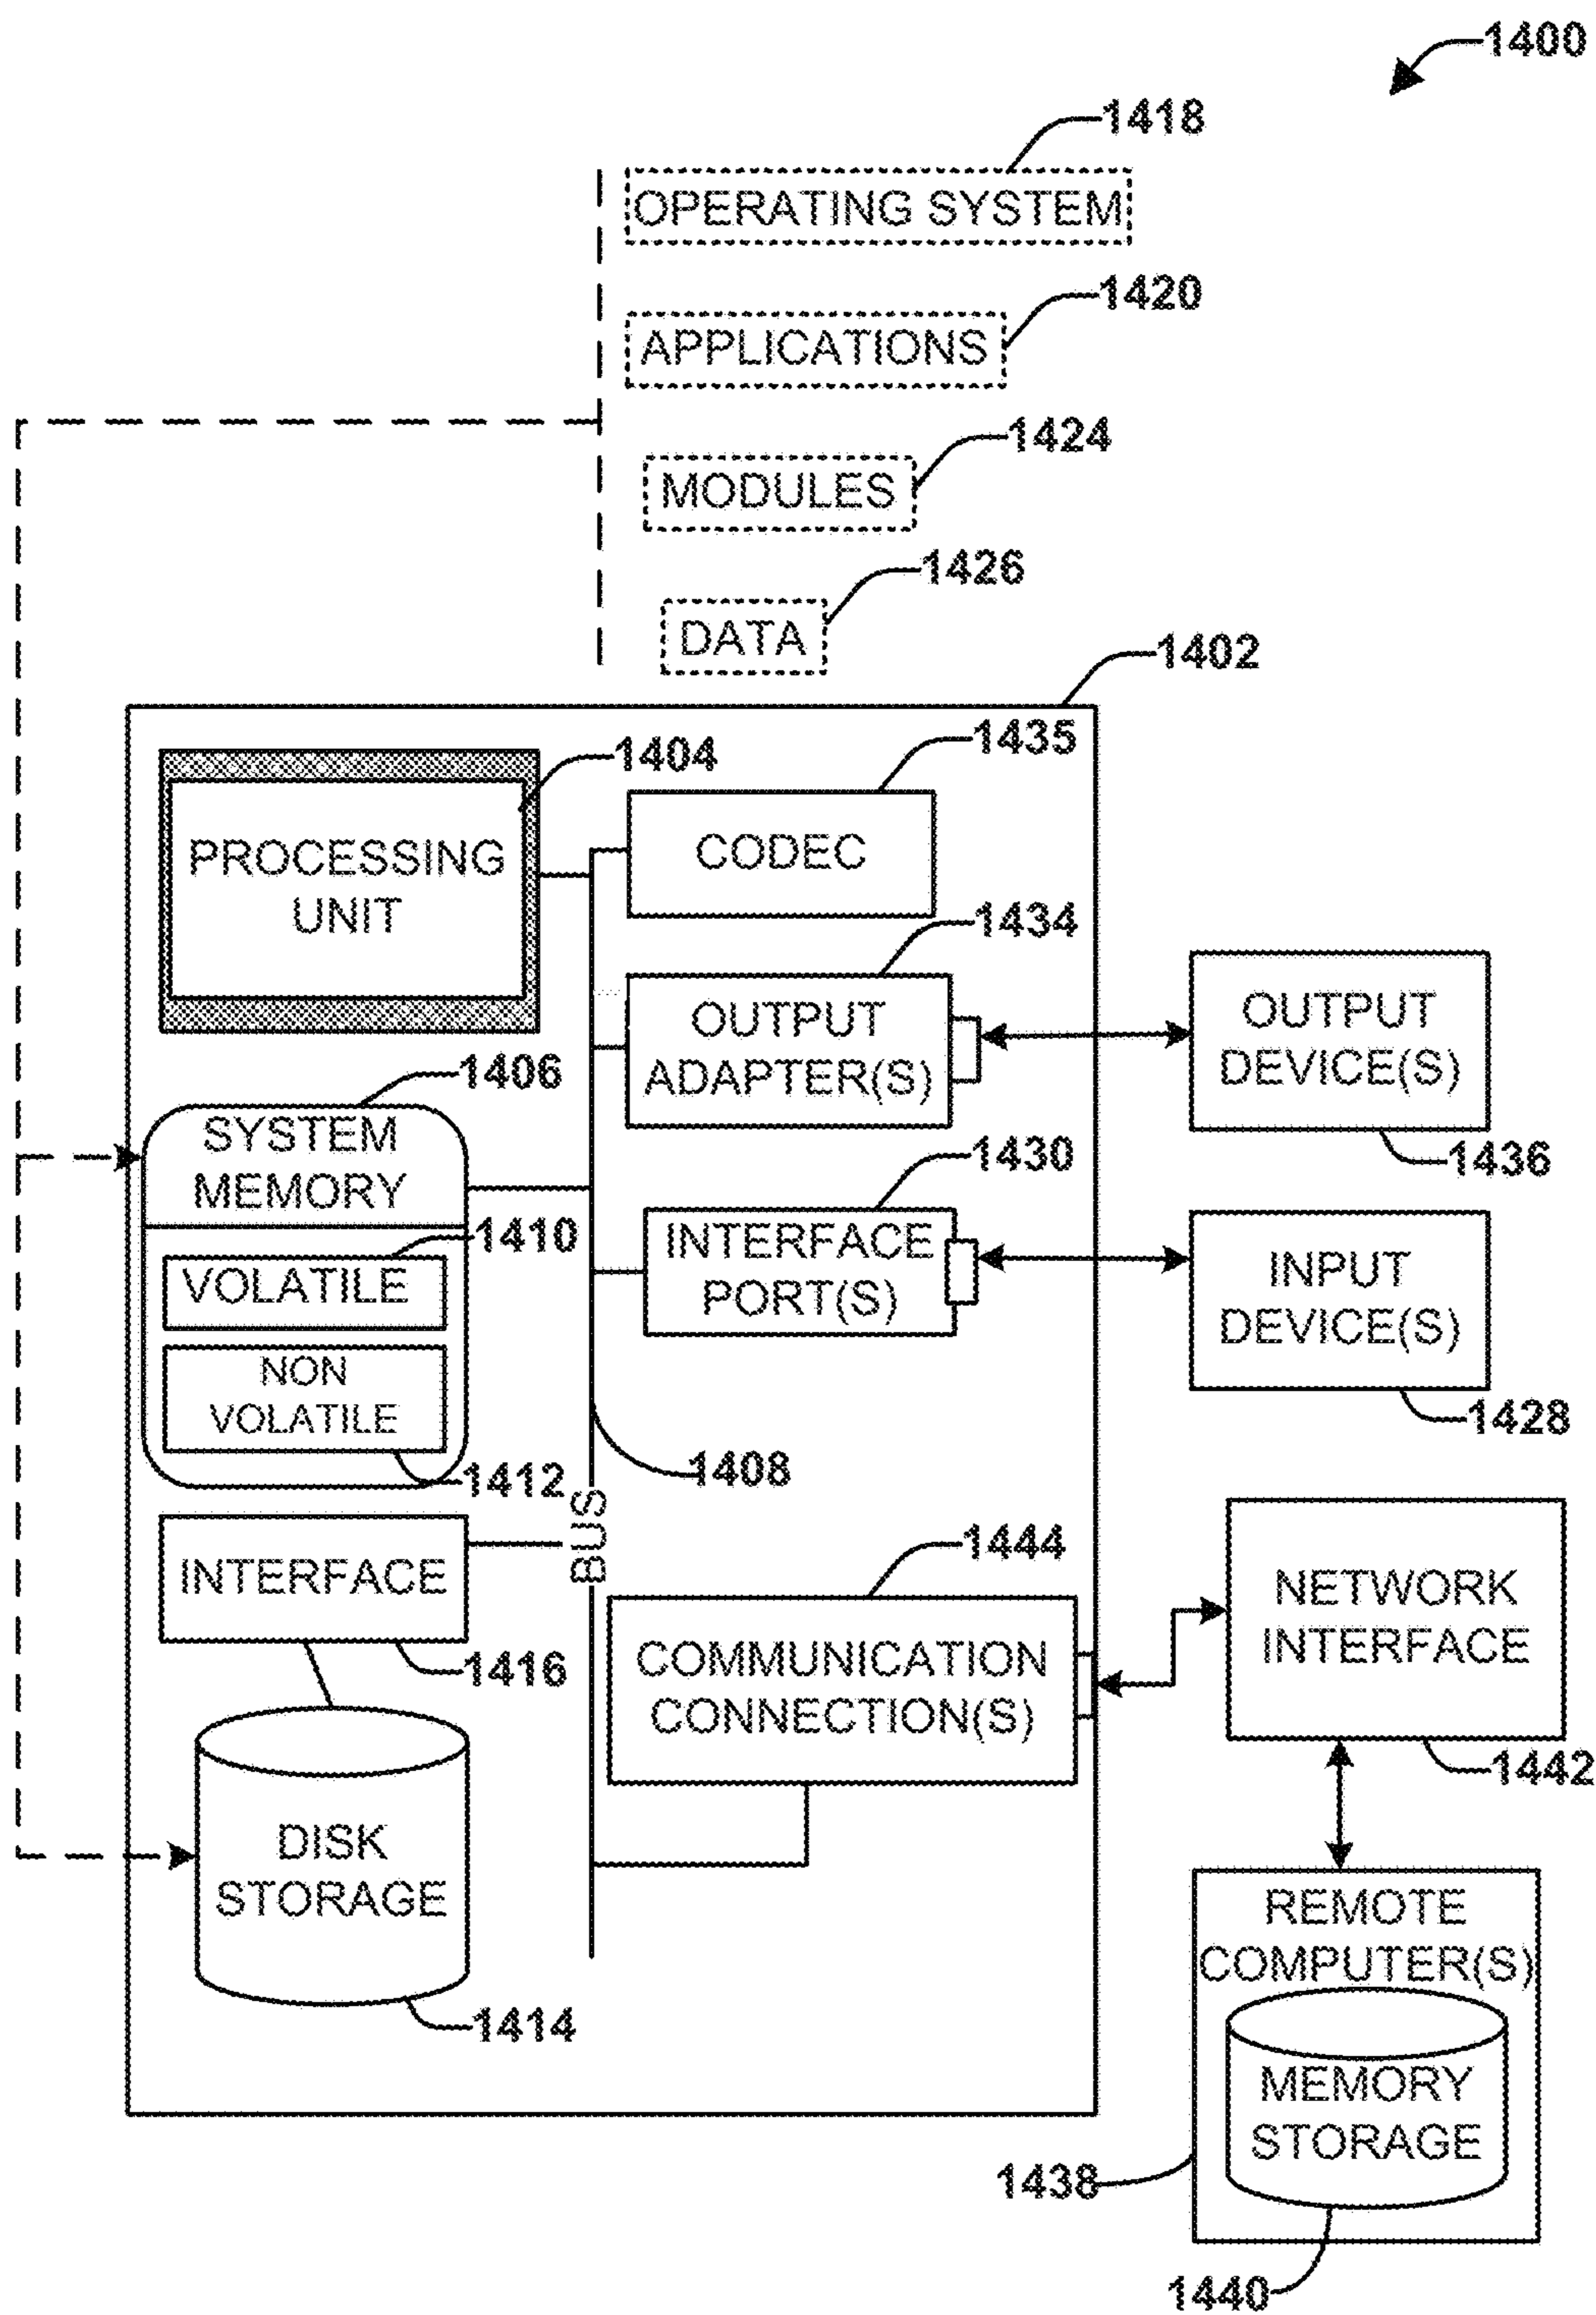 1400
1418
OPERATING SYSTEM
1420
APPLICATIONS
1424
MODULES
1426
DATA
1402
1404
PROCESSING
UNIT
1435
CODEC
1434
OUTPUT
ADAPTER(S)
OUTPUT
DEVICE(S)
1436
1406
SYSTEM
MEMORY
1410
VOLATILE
NON
VOLATILE
1412
1430
INTERFACE
PORT(S)
INPUT
DEVICE(S)
1428
1408
BUS
INTERFACE
1416
1444
COMMUNICATION
CONNECTION(S)
NETWORK
INTERFACE
1442
DISK
STORAGE
1414
REMOTE
COMPUTER(S)
MEMORY
STORAGE
1438
1440